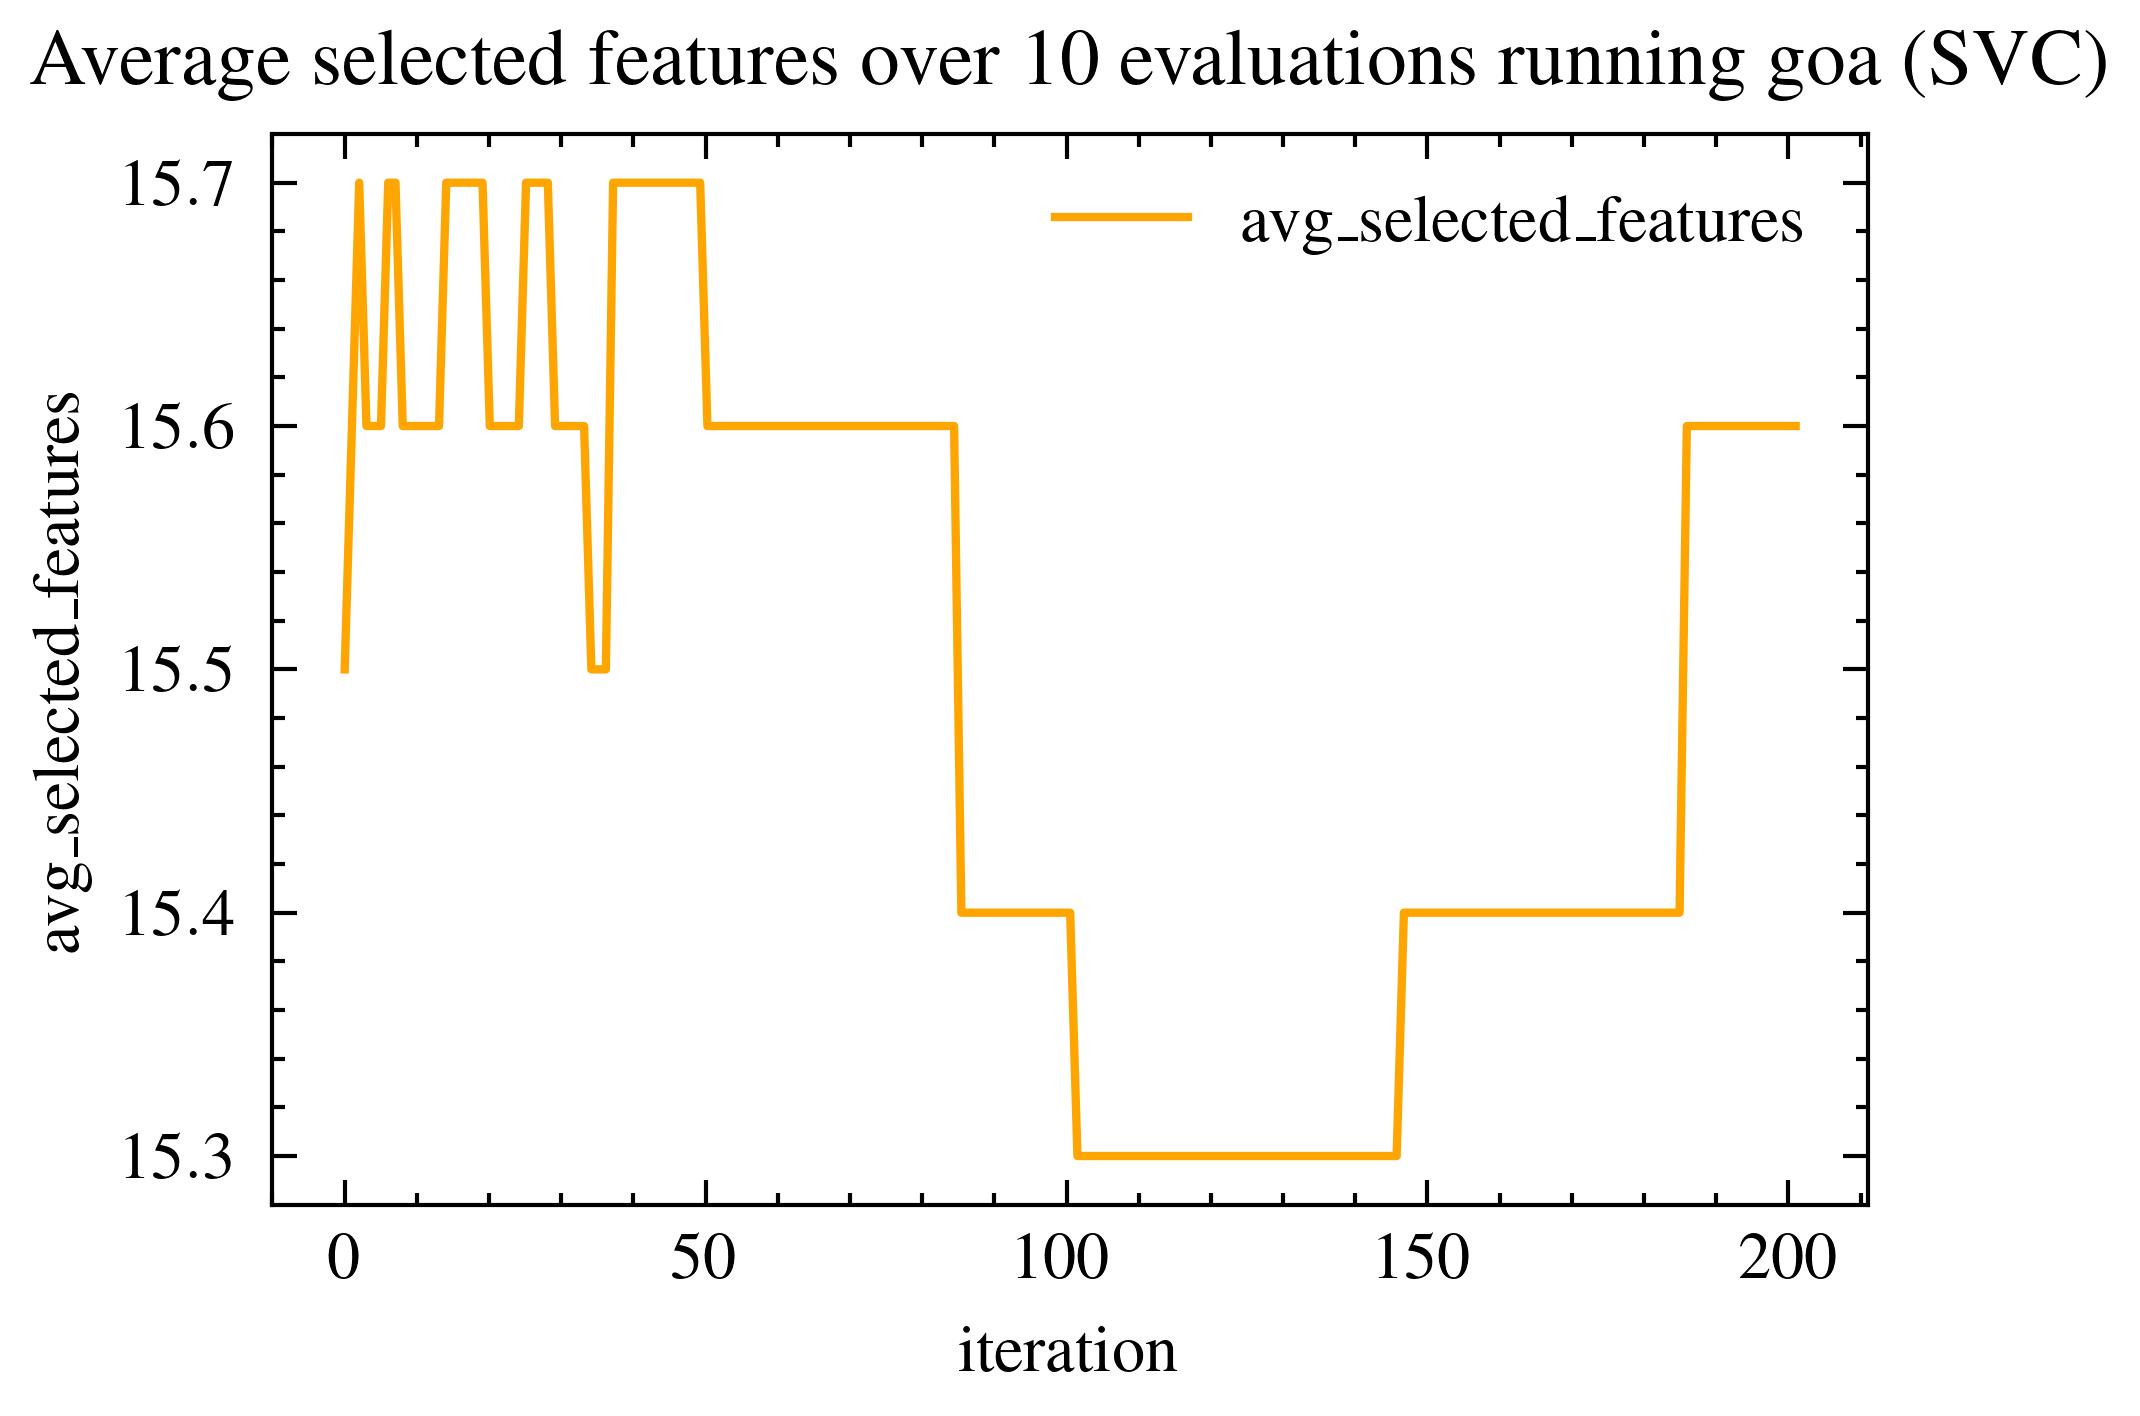 Average selected features over 10 evaluations running goa (SVC)
avg_selected_features
15.7
15.6
15.5
15.4
15.3
avg_selected_features
0 50 100 150 200
iteration